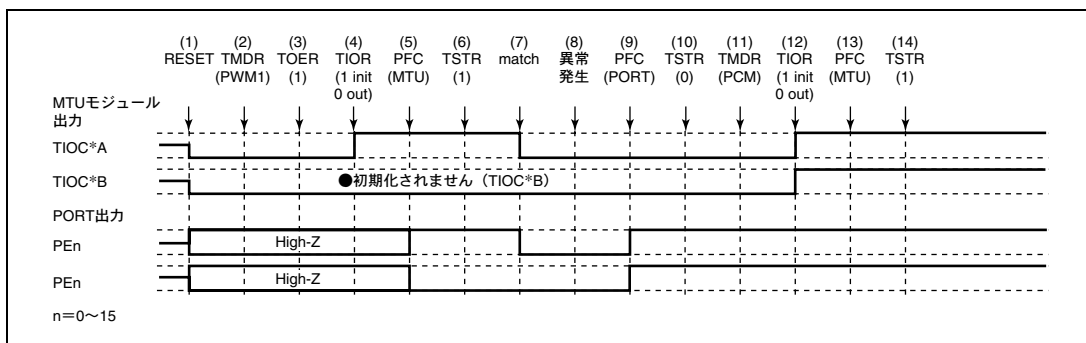 (1) (2) (3) (4) (5) (6) (7) (8) (9) (10) (11) (12) (13) (14)
RESET TMDR TOER TIOR PFC TSTR match 異常 PFC TSTR TMDR TIOR PFC TSTR
(PWM1) (1) (1 init (MTU) (1) 発生 (PORT) (0) (PCM) (1 init (MTU) (1)
0 out) 0 out)
MTUモジュール
出力
TIOC*A
TIOC*B ●初期化されません（TIOC*B）
PORT出力
PEn High-Z
PEn High-Z
n＝0〜15